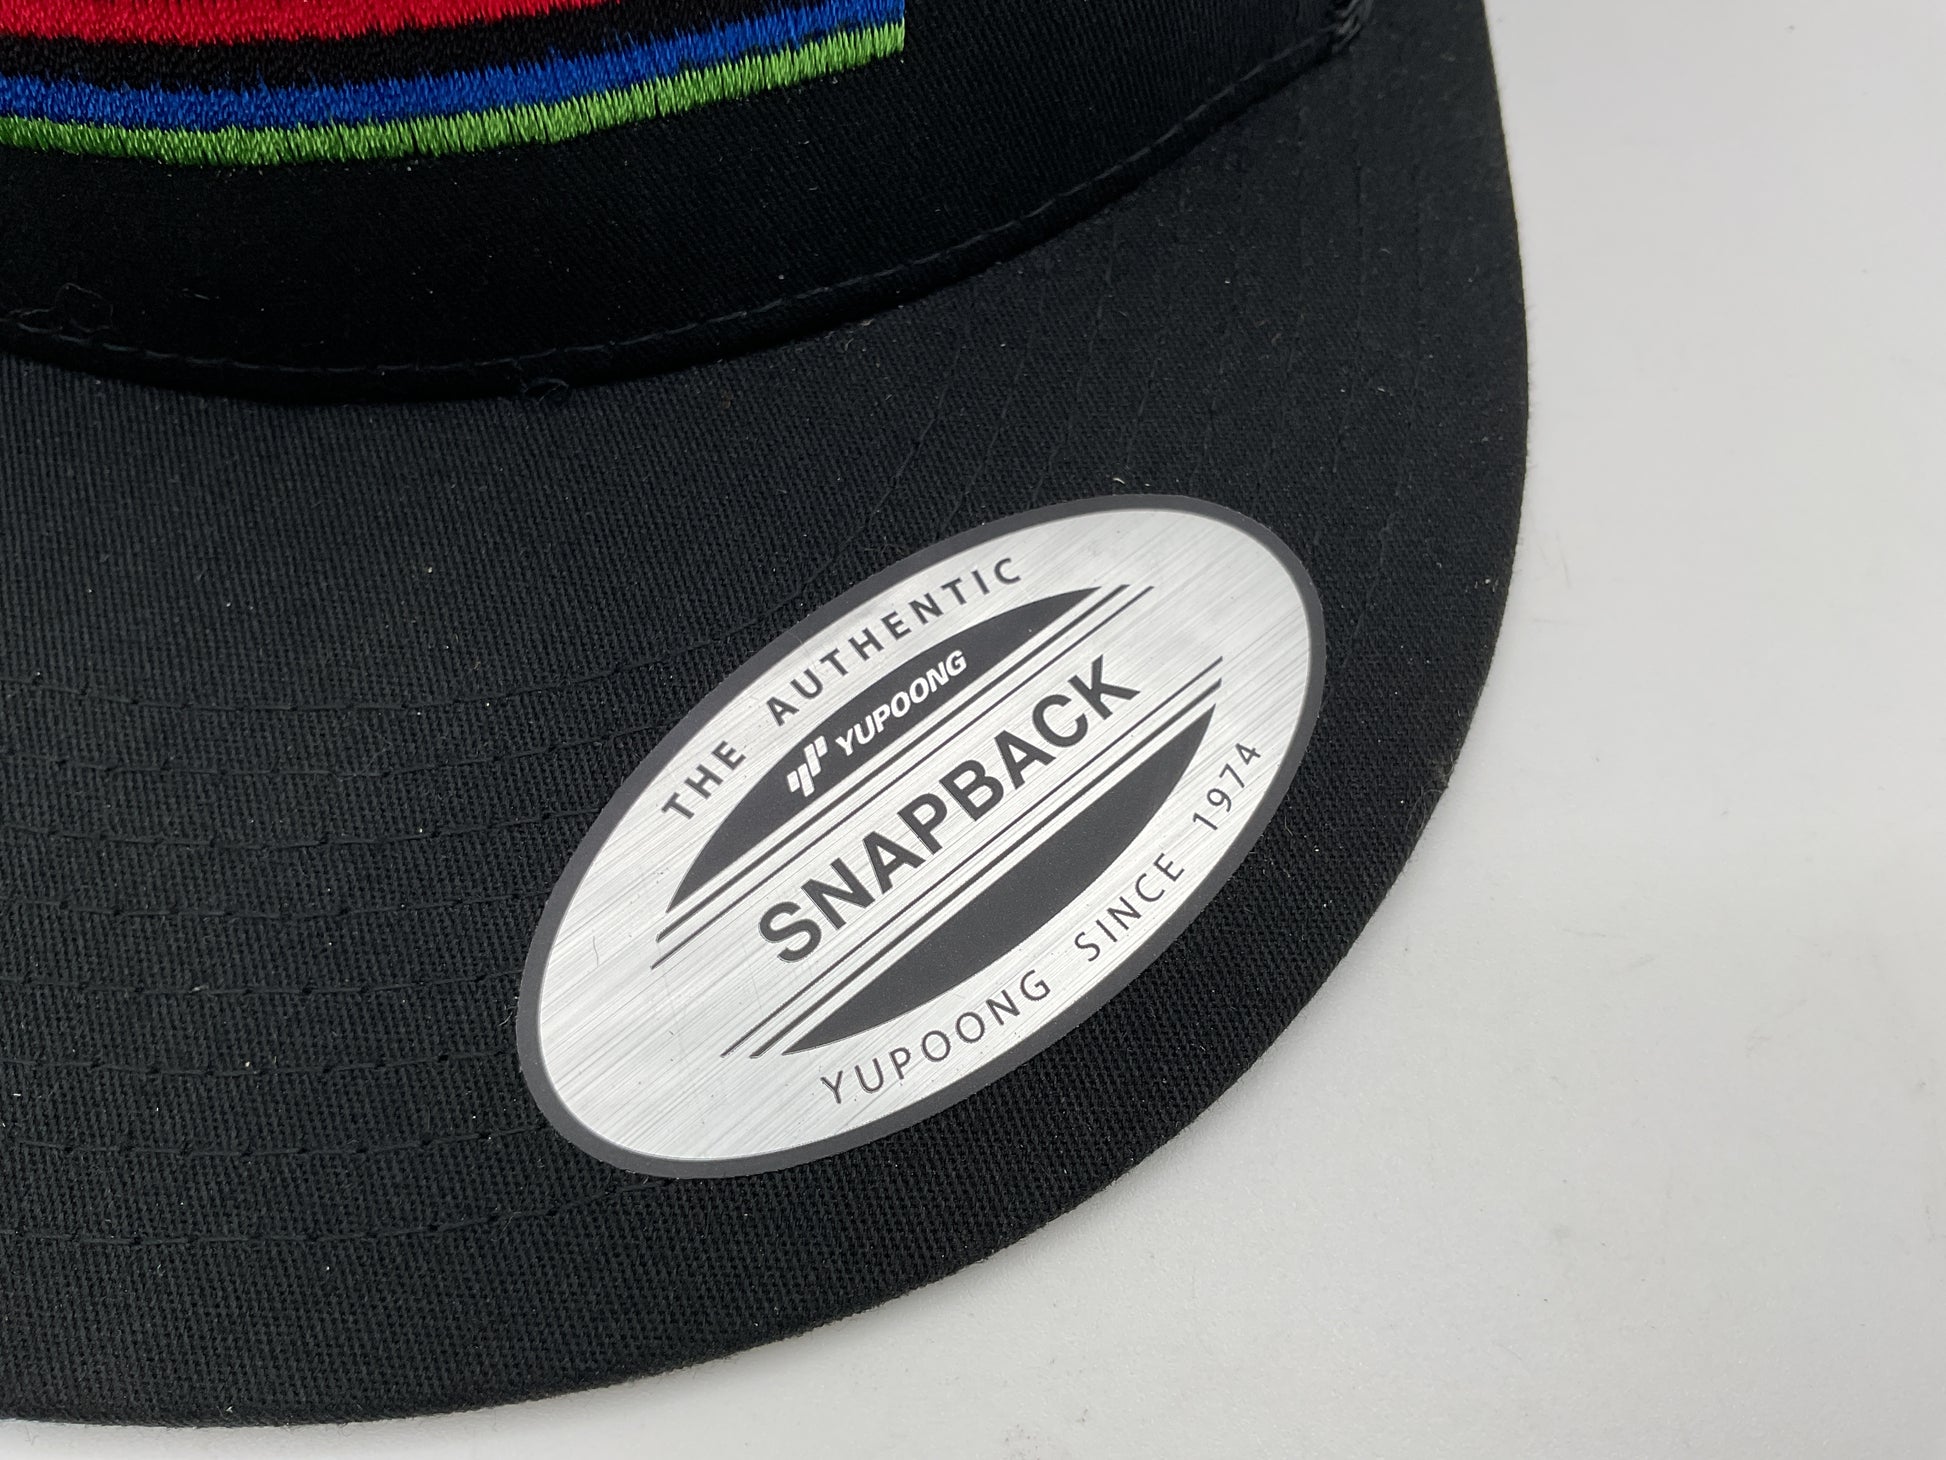 THE AUTHENTIC
YUPOONG
SNAPBACK
YUPOONG SINCE 1974